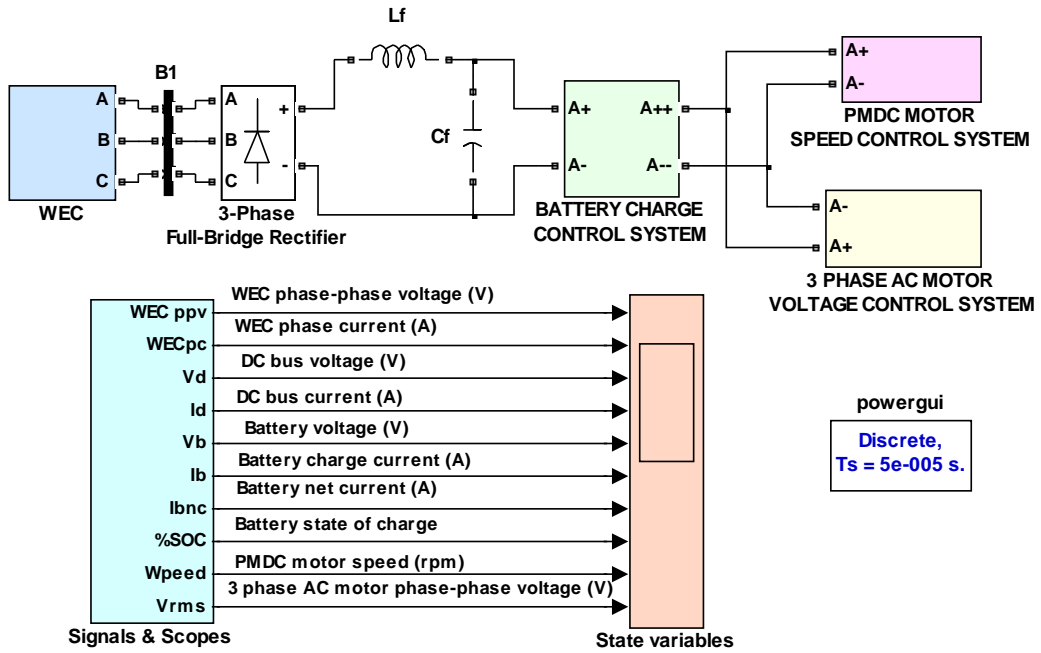 Lf
B1
A
B
C
WEC
A
B
C
+
-
3-Phase
Full-Bridge Rectifier
Cf
A+
A-
A++
A--
BATTERY CHARGE
CONTROL SYSTEM
A+
A-
PMDC MOTOR
SPEED CONTROL SYSTEM
A-
A+
3 PHASE AC MOTOR
VOLTAGE CONTROL SYSTEM
WEC ppv
WEC phase-phase voltage (V)
WECpc
WEC phase current (A)
Vd
DC bus voltage (V)
Id
DC bus current (A)
Vb
Battery voltage (V)
Ib
Battery charge current (A)
Ibnc
Battery net current (A)
%SOC
Battery state of charge
Wpeed
PMDC motor speed (rpm)
Vrms
3 phase AC motor phase-phase voltage (V)
Signals & Scopes
State variables
powergui
Discrete,
Ts = 5e-005 s.